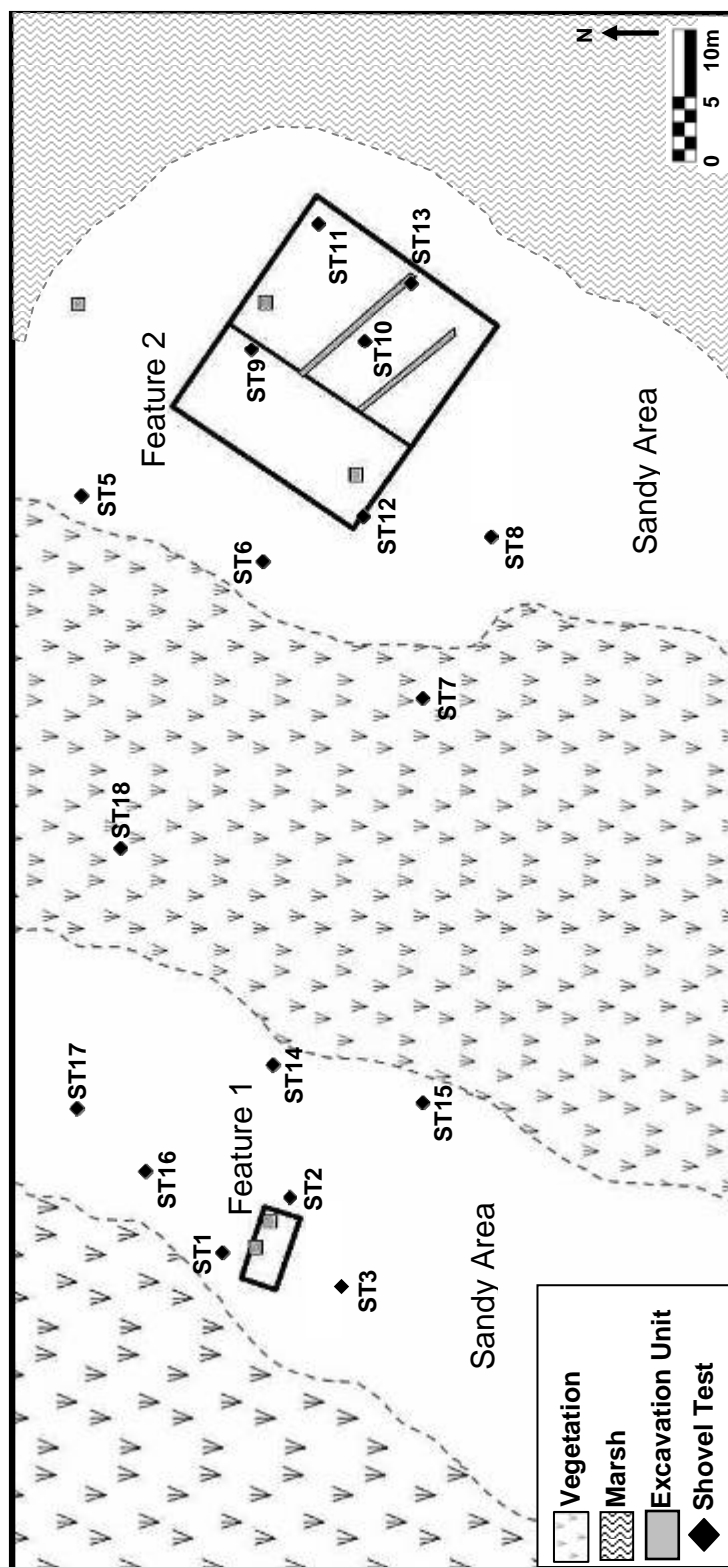 N
0 5 10m
ST11
ST13
ST10
ST9
Feature 2
ST5
ST12
ST6
ST8
Sandy Area
ST7
ST18
ST17
ST14
ST15
ST16
Feature 1
ST2
ST1
ST3
Sandy Area
Vegetation
Marsh
Excavation Unit
Shovel Test